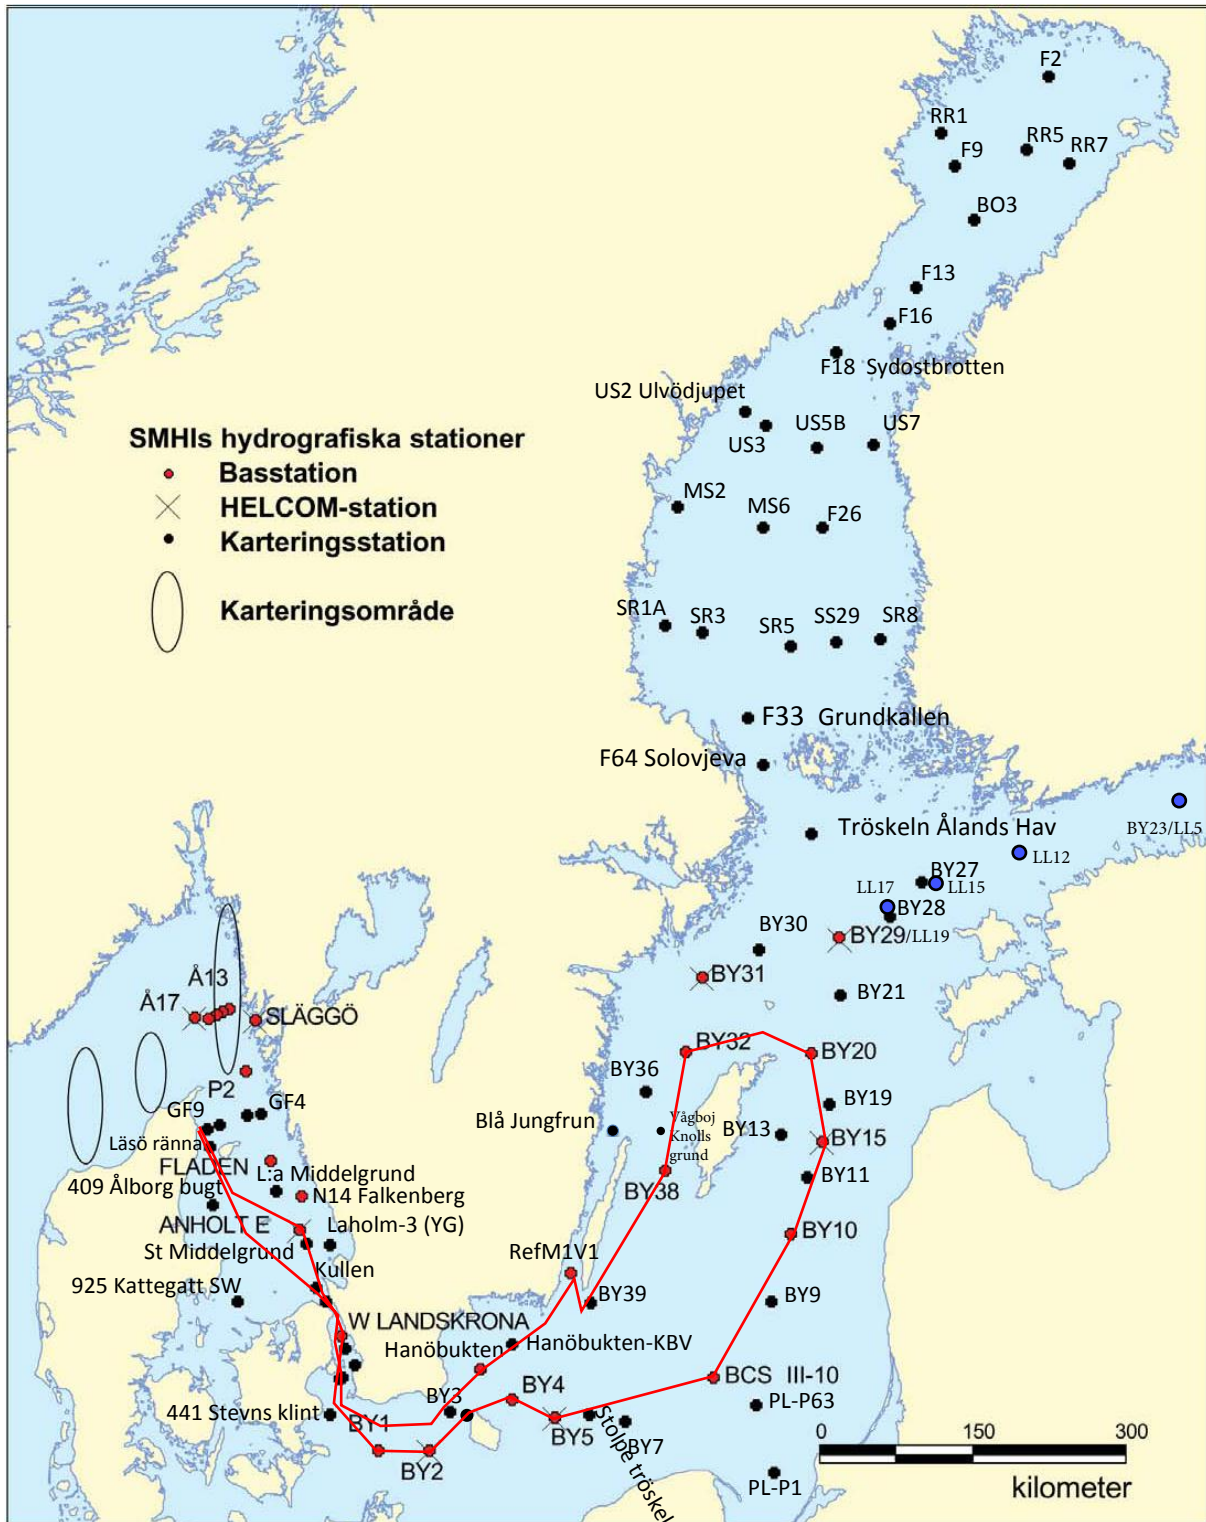 F2
RR1
RR5
RR7
F9
BO3
F13
F16
F18 Sydostbrotten
US2 Ulvödjupet
US3
US5B
US7
SMHIs hydrografiska stationer
Basstation
HELCOM-station
Karteringsstation
Karteringsområde
MS2
MS6
F26
SR1A
SR3
SR5
SS29
SR8
F33 Grundkallen
F64 Solovjeva
Tröskeln Ålands Hav
BY23/LL5
LL12
BY27
LL15
LL17
BY28
BY29/LL19
BY30
BY31
BY21
Å13
Å17
SLÄGGÖ
P2
GF9
GF4
Läsö ränna
FLADEN
L:a Middelgrund
409 Ålborg bugt
N14 Falkenberg
ANHOLT E
Laholm-3 (YG)
St Middelgrund
Kullen
925 Kattegatt SW
W LANDSKRONA
BY32
BY20
BY36
BY19
Blå Jungfrun
Vågboj
Knolls
grund
BY13
BY15
BY38
BY11
BY10
RefM1V1
BY39
BY9
Hanöbukten
Hanöbukten-KBV
BCS III-10
BY4
BY3
PL-P63
441 Stevns klint
BY1
BY5
Stolpe tröskel
BY7
BY2
PL-P1
0
150
300
kilometer